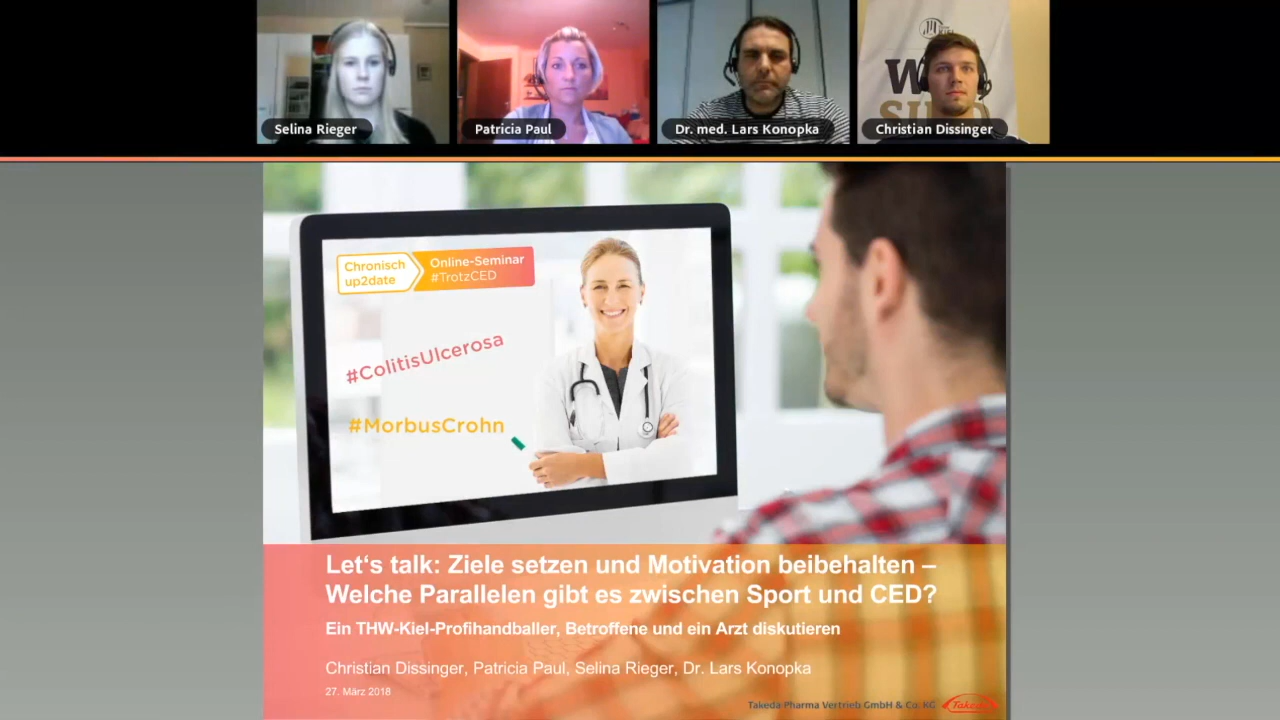 Selina Rieger
Patricia Paul
Dr. med. Lars Konopka
Christian Dissinger
Chronisch
up2date
Online-Seminar
#TrotzCED
#ColitisUlcerosa
#MorbusCrohn
Let's talk: Ziele setzen und Motivation beibehalten –
Welche Parallelen gibt es zwischen Sport und CED?
Ein THW-Kiel-Profihandballer, Betroffene und ein Arzt diskutieren
Christian Dissinger, Patricia Paul, Selina Rieger, Dr. Lars Konopka
27. März 2018
Takeda Pharma Vertrieb GmbH & Co. KG
Takeda